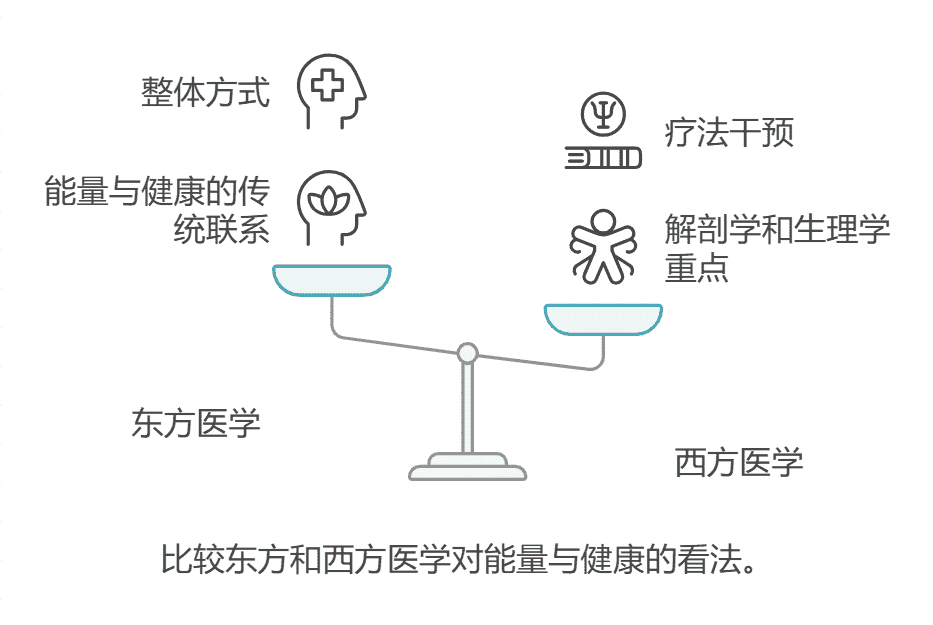 整体方式
能量与健康的传
统联系
疗法干预
解剖学和生理学
重点
东方医学
西方医学
比较东方和西方医学对能量与健康的看法。